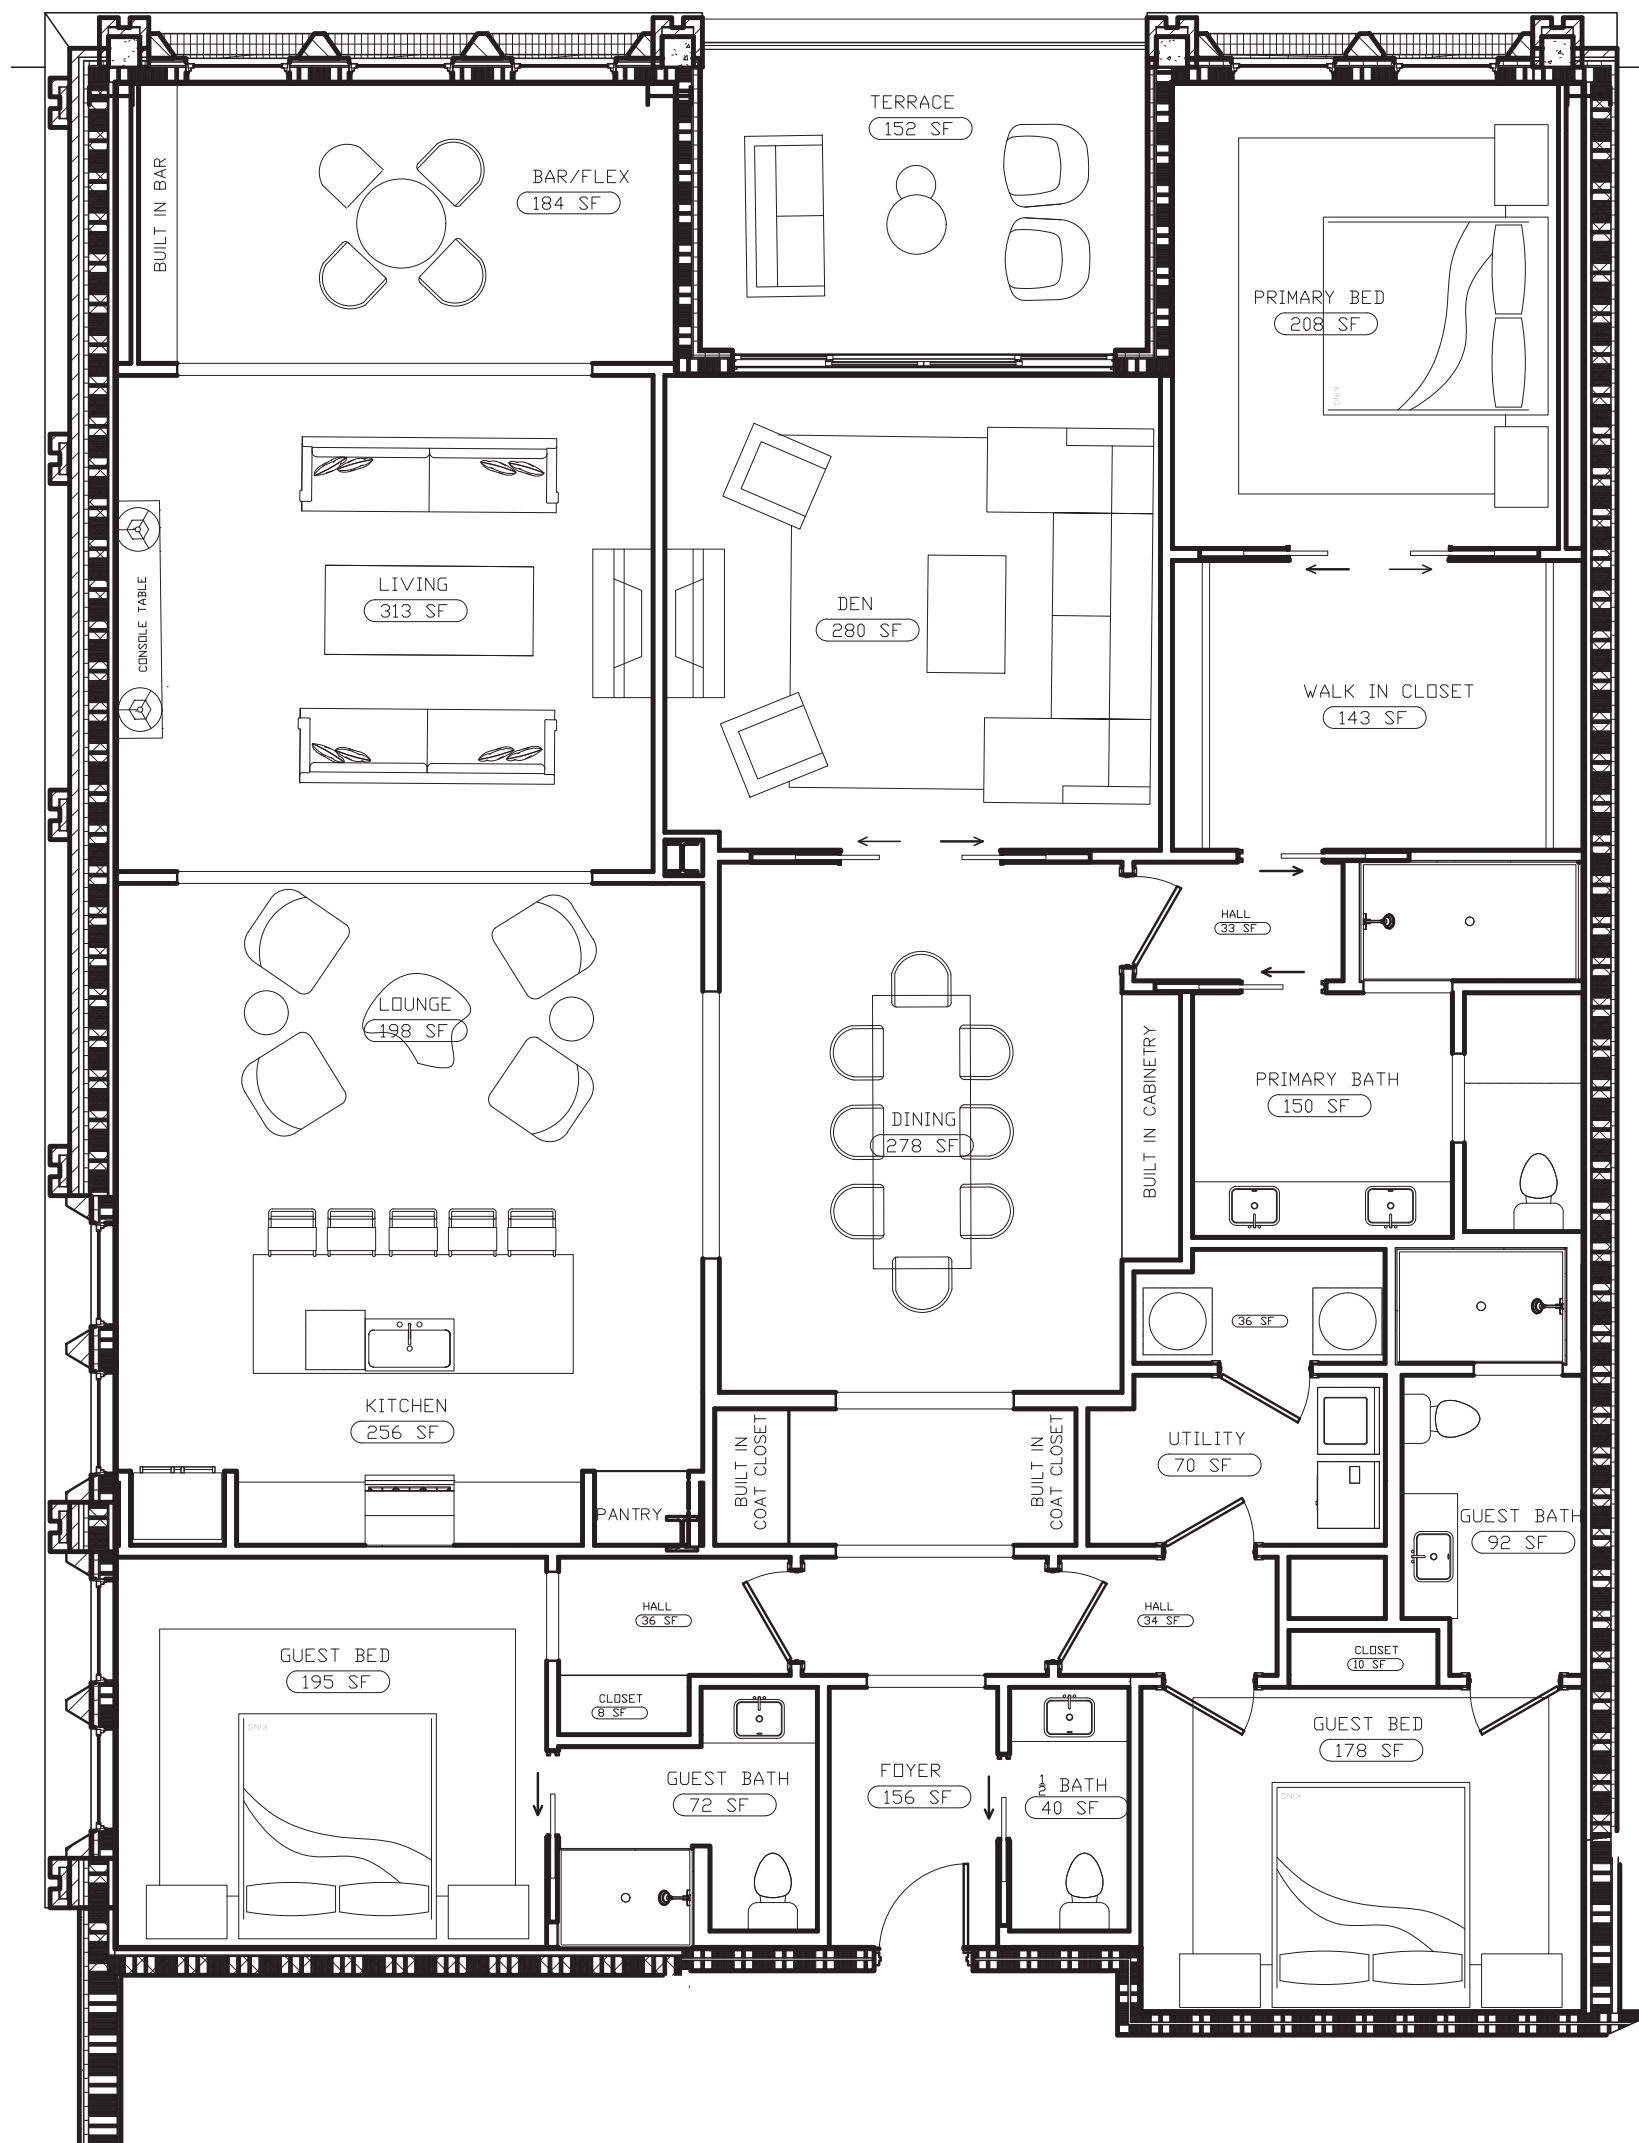 TERRACE
152 SF
BUILT IN BAR
BAR/FLEX
184 SF
PRIMARY BED
208 SF
KING
CONSOLE TABLE
LIVING
313 SF
DEN
280 SF
WALK IN CLOSET
143 SF
HALL
33 SF
LOUNGE
198 SF
DINING
278 SF
BUILT IN CABINETRY
PRIMARY BATH
150 SF
36 SF
KITCHEN
256 SF
BUILT IN
COAT CLOSET
BUILT IN
COAT CLOSET
UTILITY
70 SF
PANTRY
GUEST BATH
92 SF
HALL
36 SF
HALL
34 SF
GUEST BED
195 SF
KING
CLOSET
8 SF
CLOSET
10 SF
GUEST BED
178 SF
KING
GUEST BATH
72 SF
FOYER
156 SF
1/2 BATH
40 SF